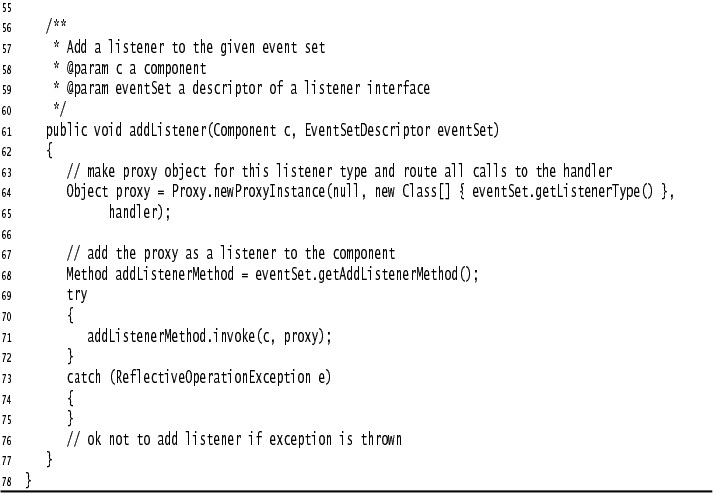 55
56 /**
57 * Add a listener to the given event set
58 * @param c a component
59 * @param eventSet a descriptor of a listener interface
60 */
61 public void addListener(Component c, EventSetDescriptor eventSet)
62 {
63 // make proxy object for this listener type and route all calls to the handler
64 Object proxy = Proxy.newProxyInstance(null, new Class[] { eventSet.getListenerType() },
65 handler);
66
67 // add the proxy as a listener to the component
68 Method addListenerMethod = eventSet.getAddListenerMethod();
69 try
70 {
71 addListenerMethod.invoke(c, proxy);
72 }
73 catch (ReflectiveOperationException e)
74 {
75 }
76 // ok not to add listener if exception is thrown
77 }
78 }